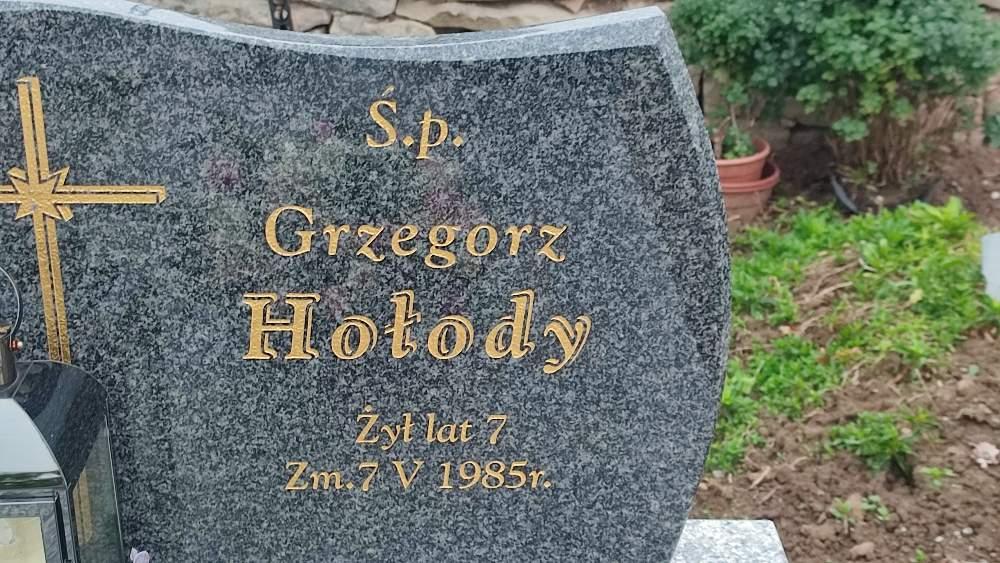 Ś.p.
Grzegorz
Hołody
Żył lat 7
Zm.7 V 1985r.